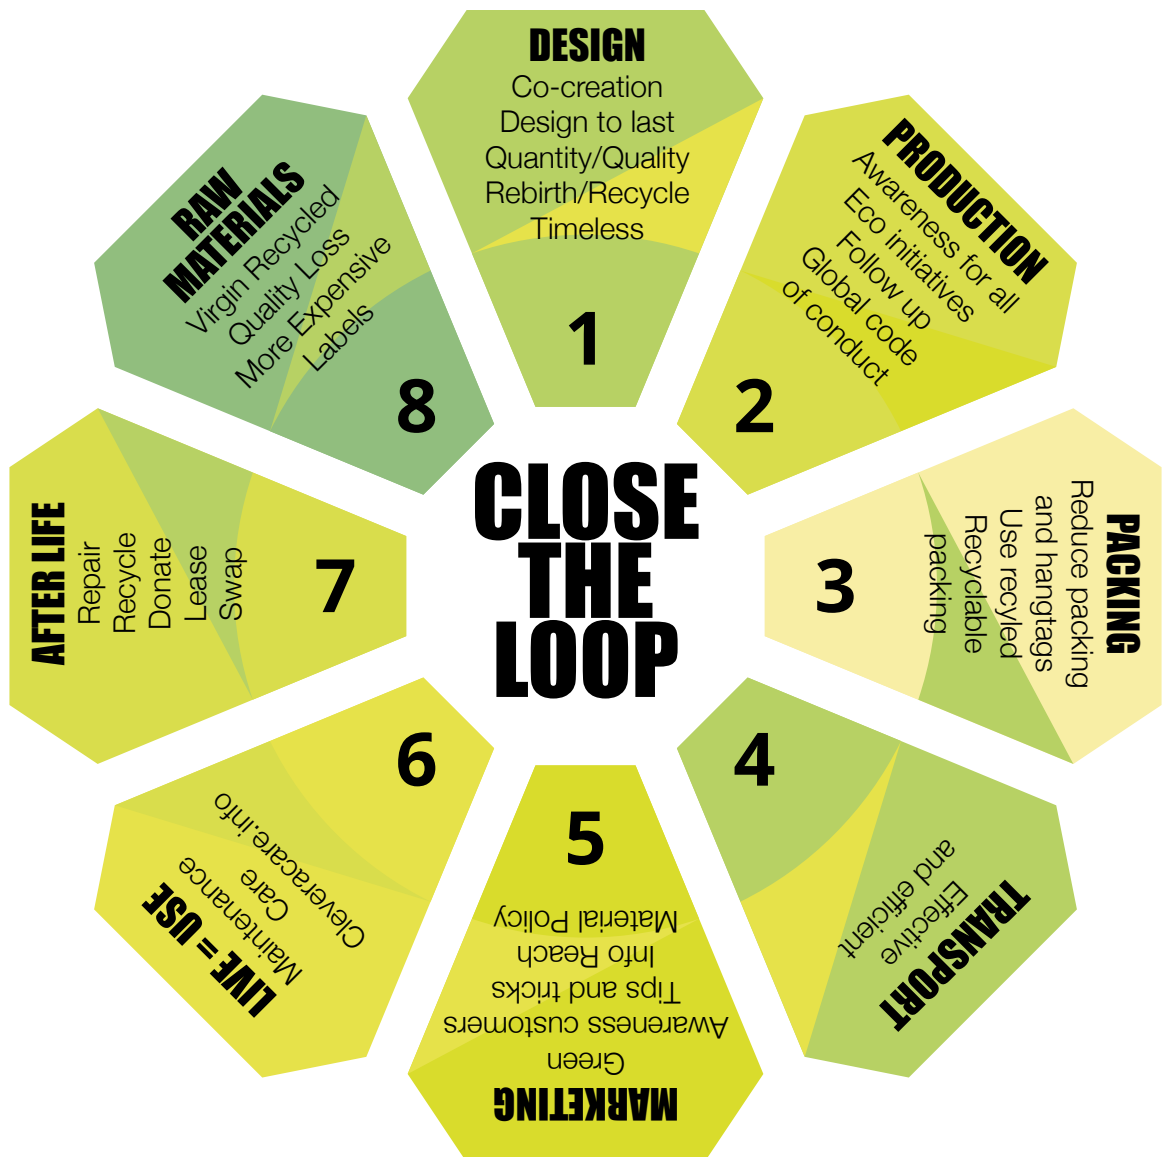 DESIGN
Co-creation
Design to last
Quantity/Quality
Rebirth/Recycle
Timeless
1
PRODUCTION
Awareness for all
Eco initiatives
Follow up
Global code
of conduct
2
PACKING
Reduce packing
and hangtags
Use recyled
Recyclable
packing
3
TRANSPORT
Effective
and efficient
4
MARKETING
Green
Awareness customers
Tips and tricks
Info Reach
Material Policy
5
LIVE = USE
Maintenance
Care
Cleveracare.info
6
AFTER LIFE
Repair
Recycle
Donate
Lease
Swap
7
RAW
MATERIALS
Virgin Recycled
Quality Loss
More Expensive
Labels
8
CLOSE
THE
LOOP